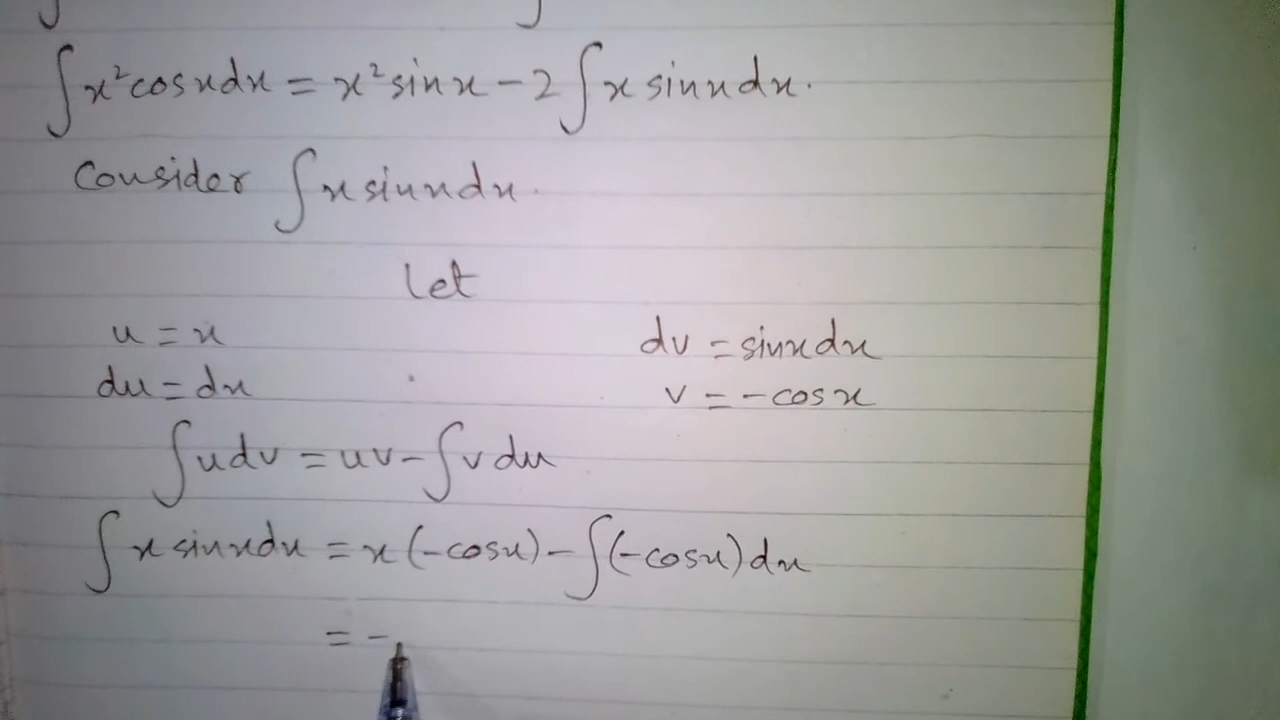 ∫x²cosxdx = x²sinx - 2∫x sinxdx.
Consider ∫x sinxdx.
Let
u = x dv = sinxdx
du = dx v = -cosx
∫udv = uv - ∫vdu
∫x sinxdx = x(-cosx) - ∫(-cosx)dx
= -